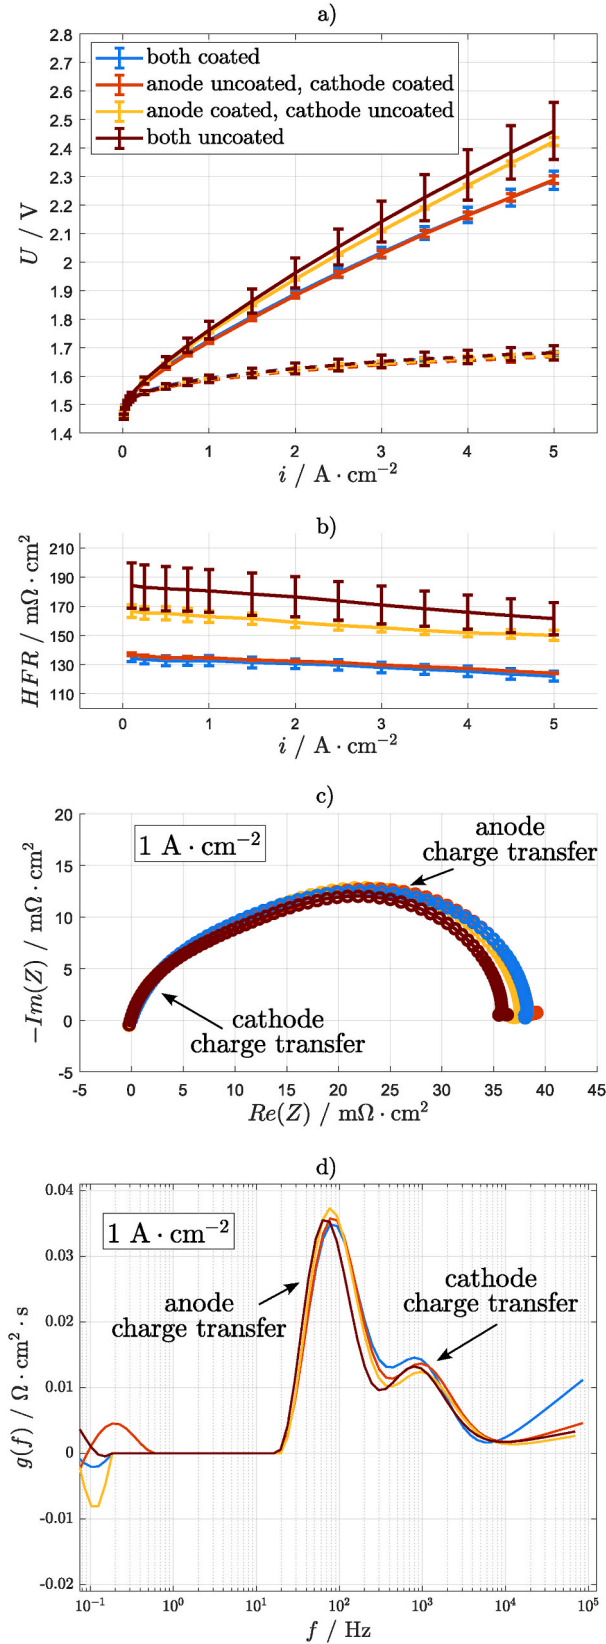 a)
2.8
2.7
2.6
2.5
2.4
2.3
2.2
2.1
2
1.9
1.8
1.7
1.6
1.5
1.4
U / V
both coated
anode uncoated, cathode coated
anode coated, cathode uncoated
both uncoated
0 1 2 3 4 5
i / A · cm⁻²
b)
210
190
170
150
130
110
HFR / mΩ · cm²
0 1 2 3 4 5
i / A · cm⁻²
c)
20
15
10
5
0
-5
−Im(Z) / mΩ · cm²
1 A · cm⁻²
anode
charge transfer
cathode
charge transfer
-5 0 5 10 15 20 25 30 35 40 45
Re(Z) / mΩ · cm²
d)
0.04
0.03
0.02
0.01
0
-0.01
-0.02
g(f) / Ω · cm² · s
1 A · cm⁻²
anode
charge transfer
cathode
charge transfer
10⁻¹ 10⁰ 10¹ 10² 10³ 10⁴ 10⁵
f / Hz